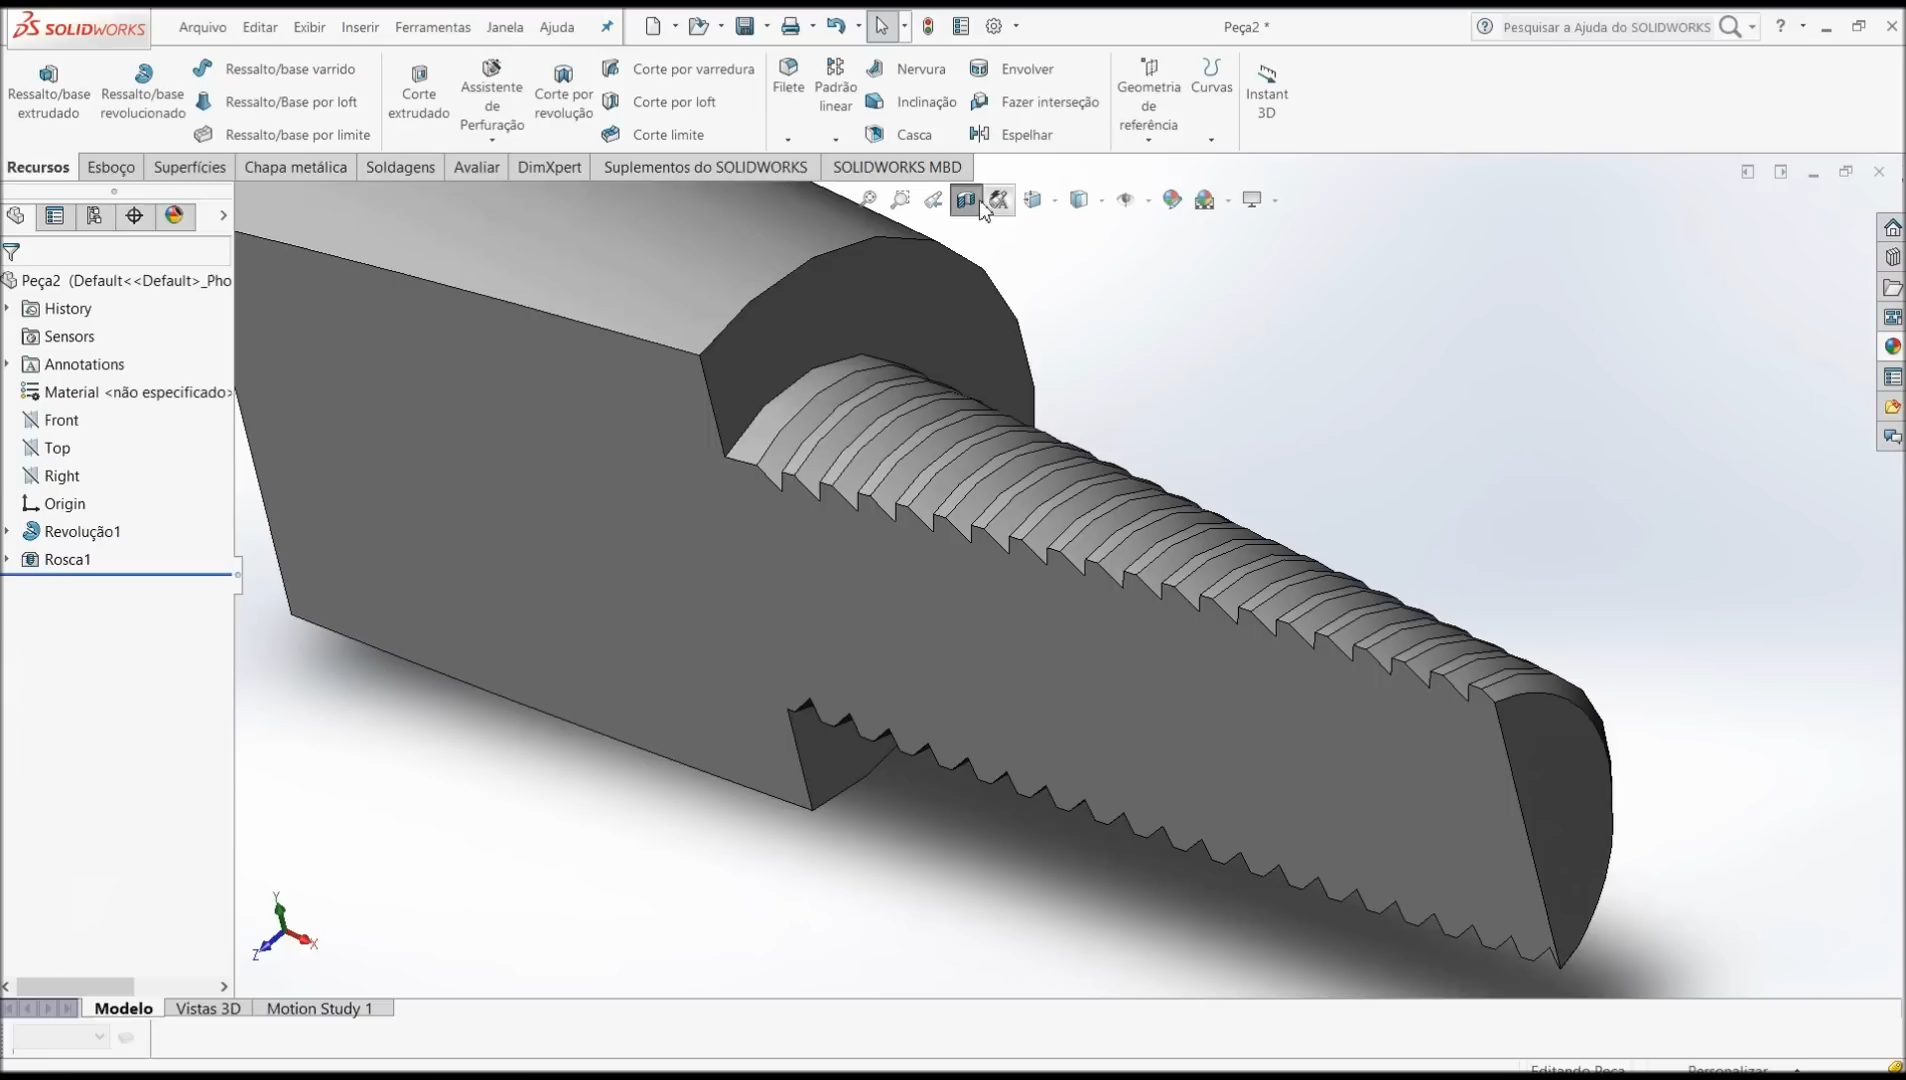 SOLIDWORKS
Arquivo Editar Exibir Inserir Ferramentas Janela Ajuda
Peça2 *
Pesquisar a Ajuda do SOLIDWORKS
?
Ressalto/base extrudado
Ressalto/base revolucionado
Ressalto/base varrido
Ressalto/Base por loft
Ressalto/base por limite
Corte extrudado
Assistente de Perfuração
Corte por revolução
Corte por varredura
Corte por loft
Corte limite
Filete
Padrão linear
Nervura
Inclinação
Casca
Envolver
Fazer interseção
Espelhar
Geometria de referência
Curvas
Instant 3D
Recursos Esboço Superfícies Chapa metálica Soldagens Avaliar DimXpert Suplementos do SOLIDWORKS SOLIDWORKS MBD
Peça2 (Default<<Default>_Pho
History
Sensors
Annotations
Material <não especificado>
Front
Top
Right
Origin
Revolução1
Rosca1
Y
X
Z
Modelo Vistas 3D Motion Study 1
Editando Peça Personalizar